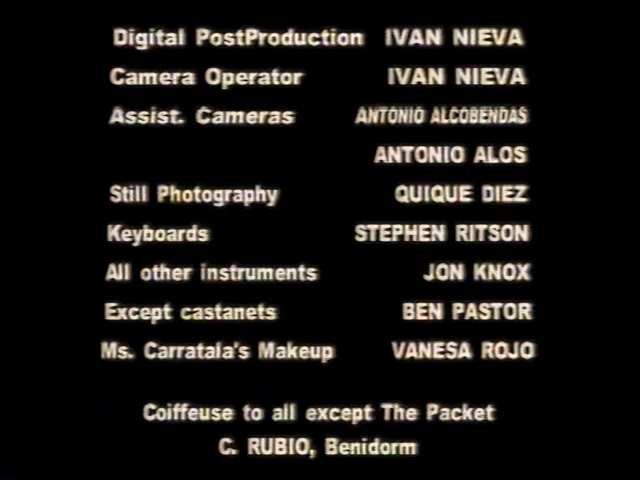 Digital PostProduction IVAN NIEVA
Camera Operator IVAN NIEVA
Assist. Cameras ANTONIO ALCOBENDAS
ANTONIO ALOS
Still Photography QUIQUE DIEZ
Keyboards STEPHEN RITSON
All other instruments JON KNOX
Except castanets BEN PASTOR
Ms. Carratala's Makeup VANESA ROJO
Coiffeuse to all except The Packet
C. RUBIO, Benidorm